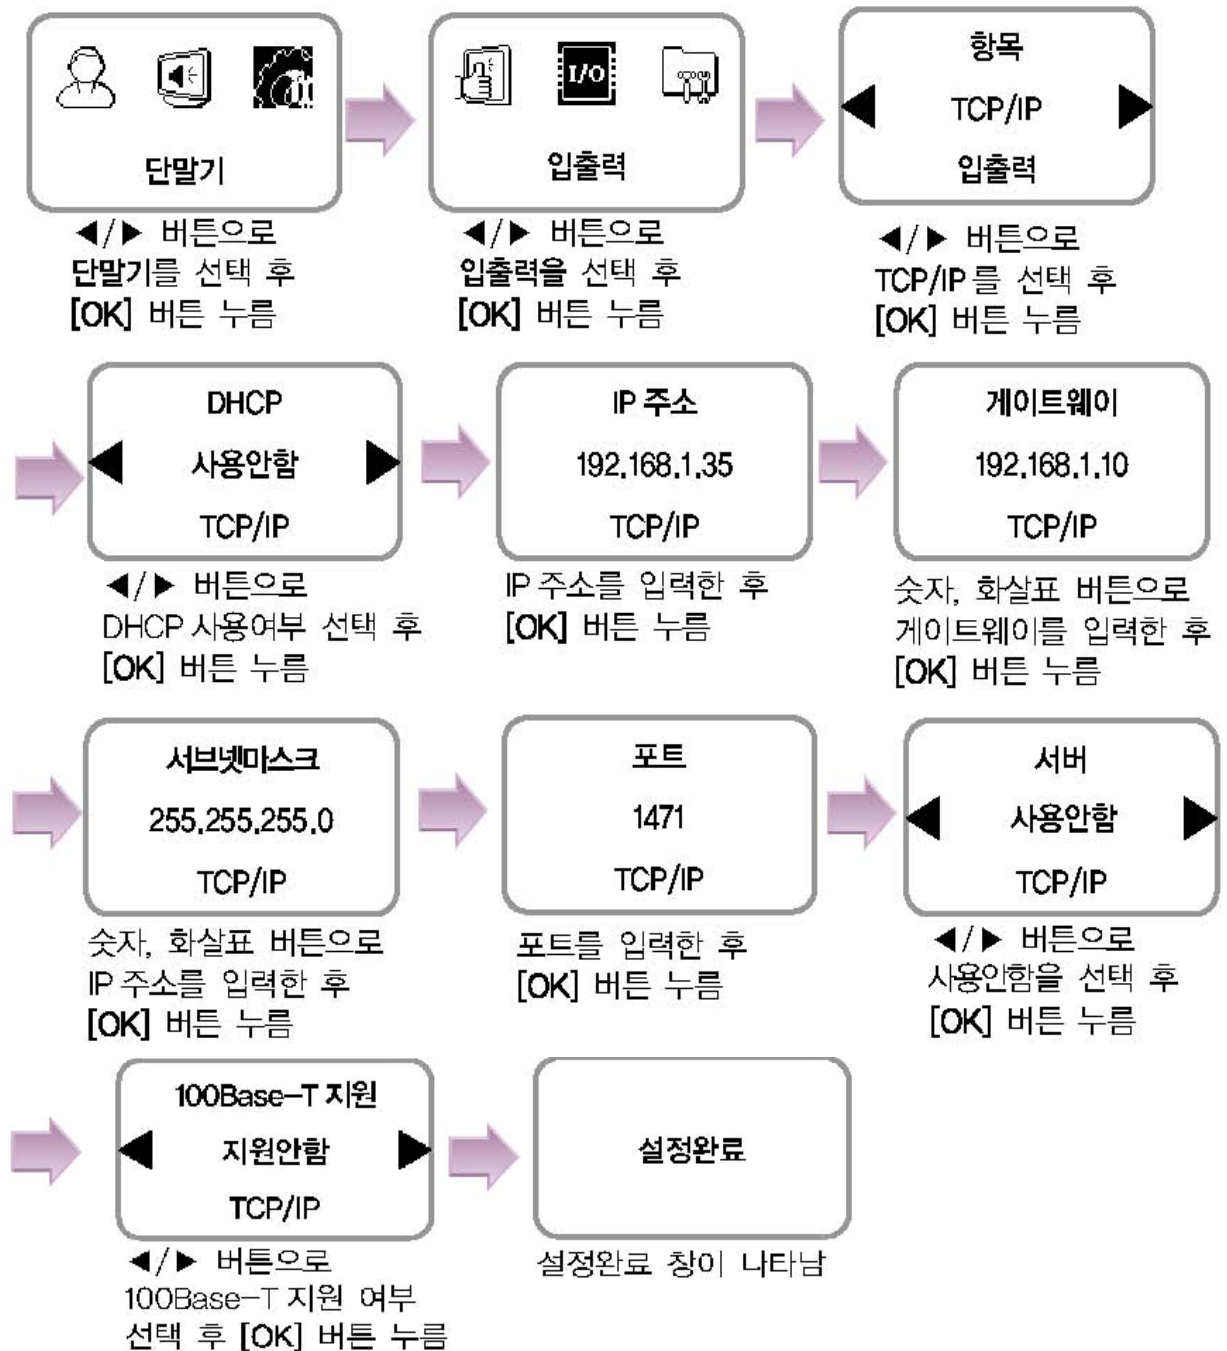 I/O
단말기
◀/▶ 버튼으로
단말기를 선택 후
[OK] 버튼 누름
입출력
◀/▶ 버튼으로
입출력을 선택 후
[OK] 버튼 누름
항목
◀ TCP/IP ▶
입출력
◀/▶ 버튼으로
TCP/IP를 선택 후
[OK] 버튼 누름
DHCP
◀ 사용안함 ▶
TCP/IP
◀/▶ 버튼으로
DHCP 사용여부 선택 후
[OK] 버튼 누름
IP 주소
192.168.1.35
TCP/IP
IP 주소를 입력한 후
[OK] 버튼 누름
게이트웨이
192.168.1.10
TCP/IP
숫자, 화살표 버튼으로
게이트웨이를 입력한 후
[OK] 버튼 누름
서브넷마스크
255.255.255.0
TCP/IP
숫자, 화살표 버튼으로
IP 주소를 입력한 후
[OK] 버튼 누름
포트
1471
TCP/IP
포트를 입력한 후
[OK] 버튼 누름
서버
◀ 사용안함 ▶
TCP/IP
◀/▶ 버튼으로
사용안함을 선택 후
[OK] 버튼 누름
100Base-T 지원
◀ 지원안함 ▶
TCP/IP
◀/▶ 버튼으로
100Base-T 지원 여부
선택 후 [OK] 버튼 누름
설정완료
설정완료 창이 나타남